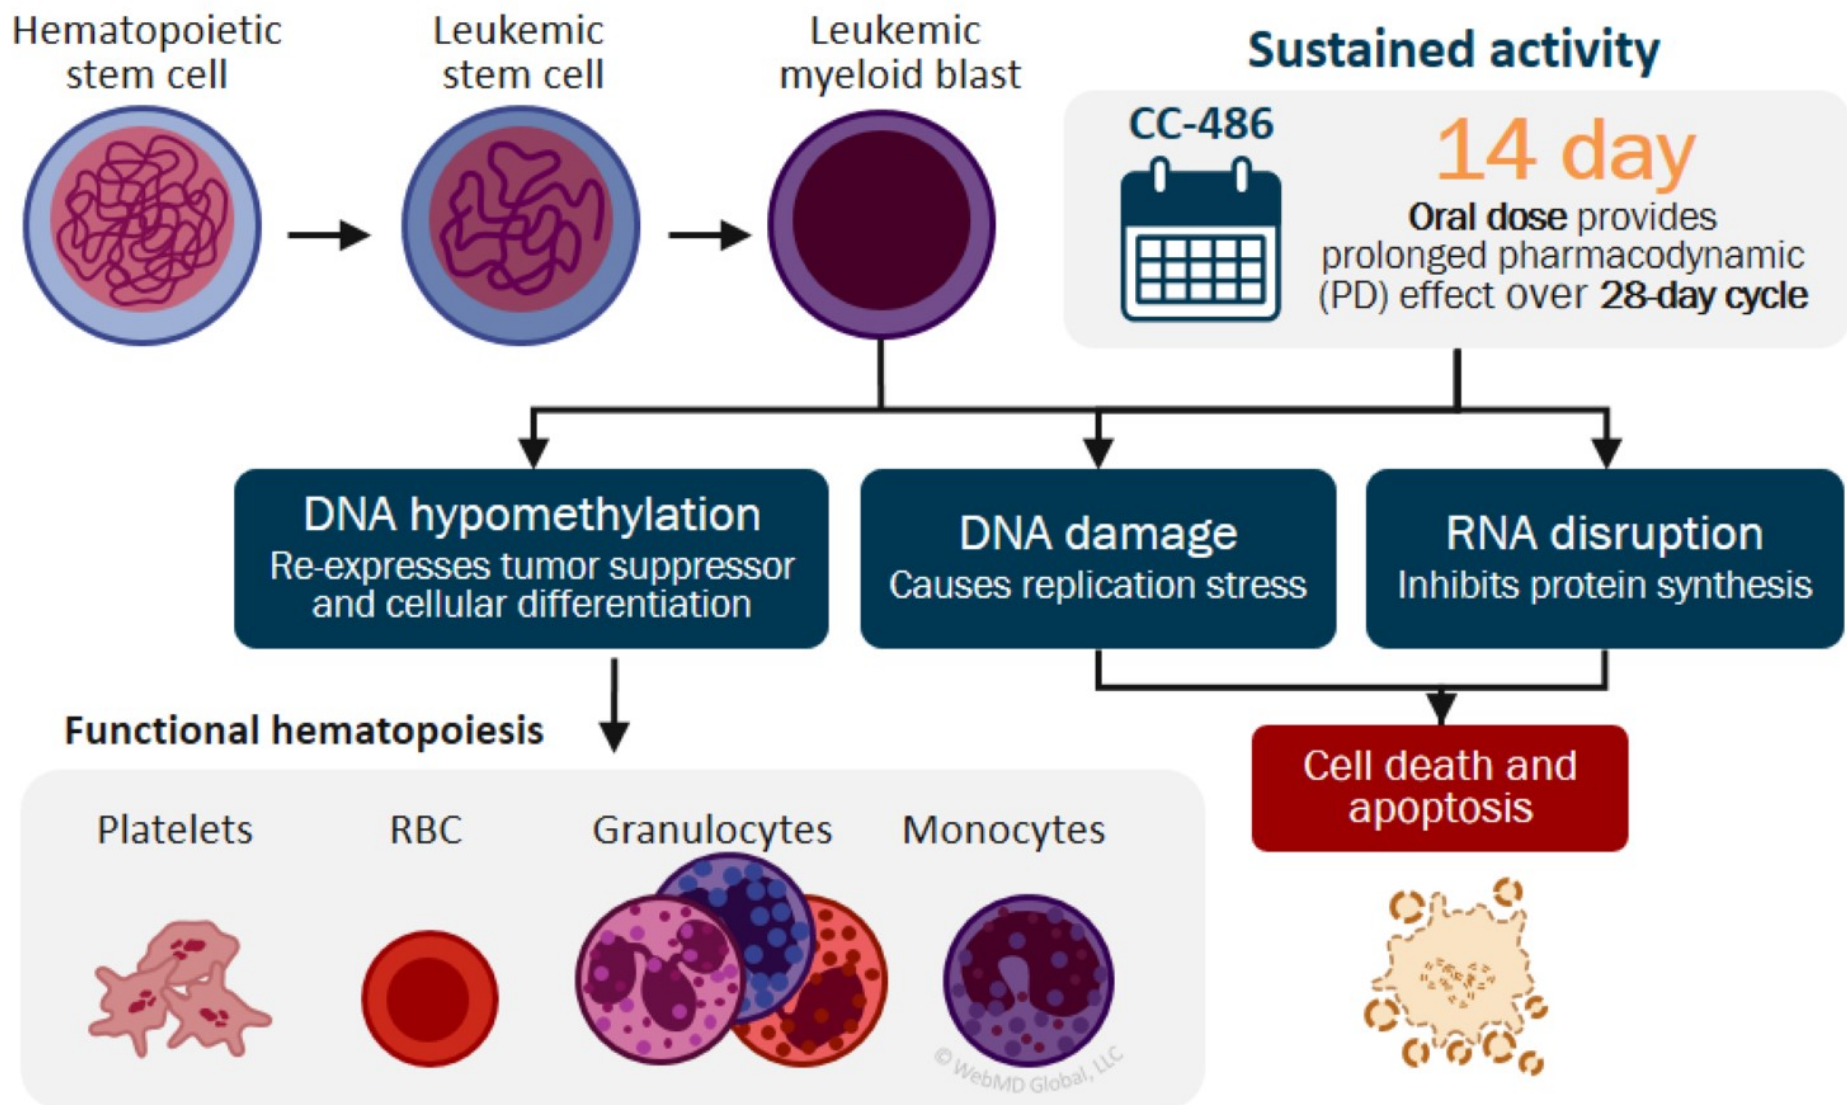 Hematopoietic
stem cell
Leukemic
stem cell
Leukemic
myeloid blast
Sustained activity
CC-486
14 day
Oral dose provides
prolonged pharmacodynamic
(PD) effect over 28-day cycle
DNA hypomethylation
Re-expresses tumor suppressor
and cellular differentiation
DNA damage
Causes replication stress
RNA disruption
Inhibits protein synthesis
Functional hematopoiesis
Platelets
RBC
Granulocytes
Monocytes
Cell death and
apoptosis
© WebMD Global, LLC